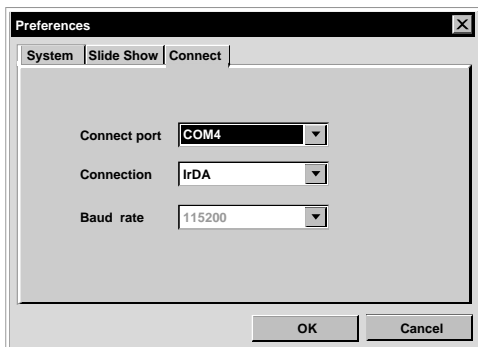 Preferences
System Slide Show Connect
Connect port COM4
Connection IrDA
Baud rate 115200
OK Cancel